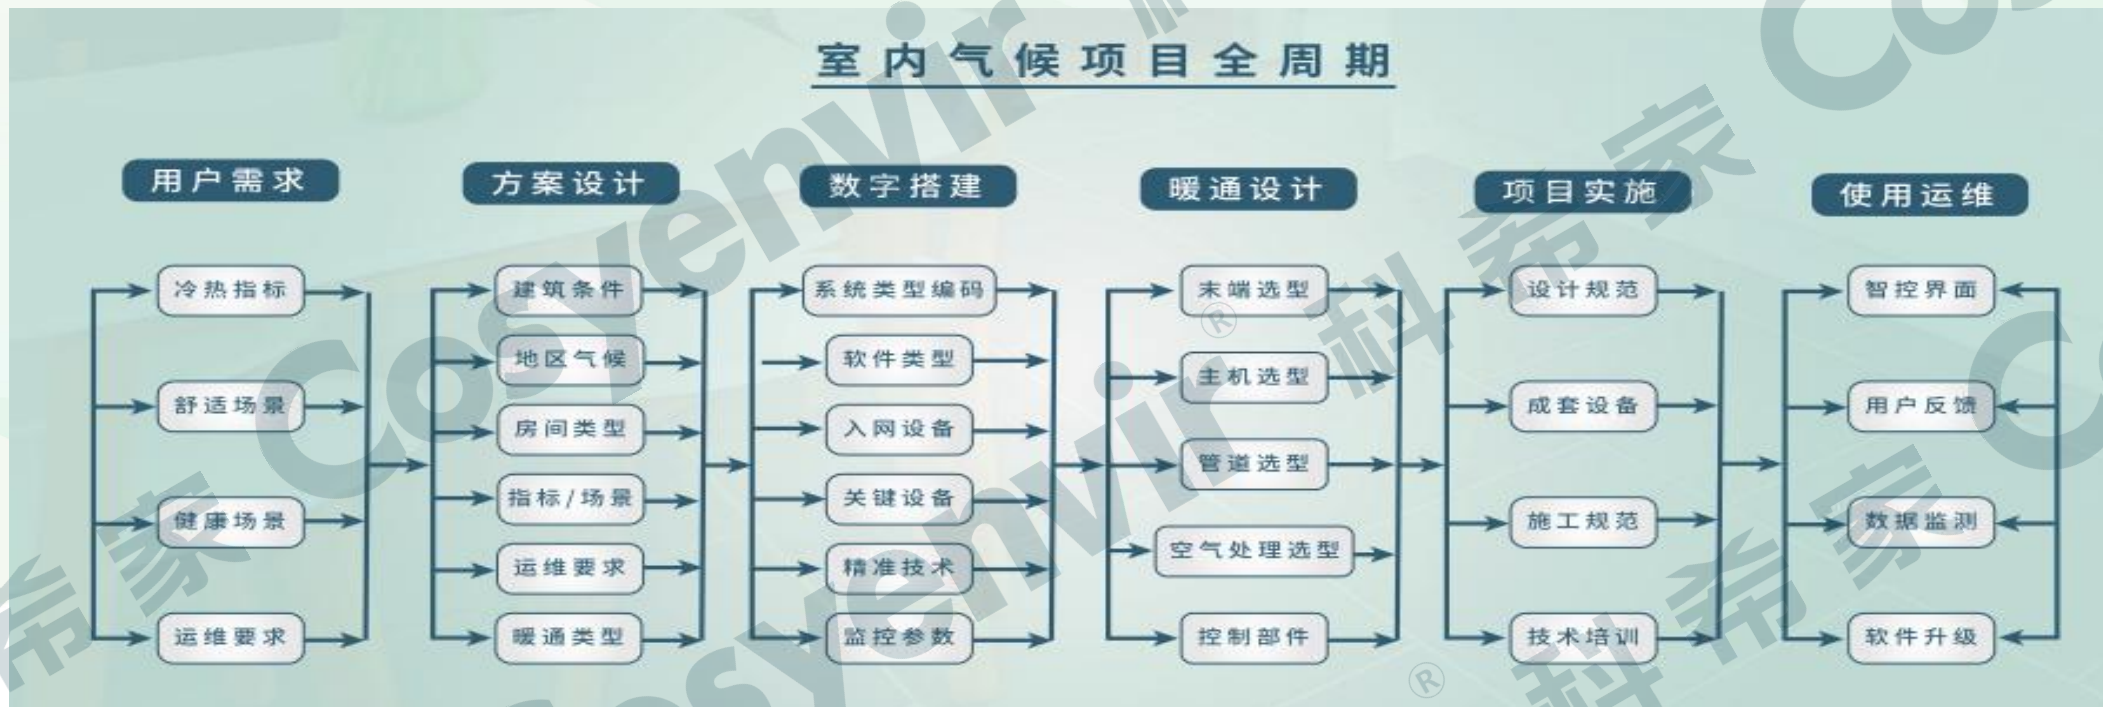 室内气候项目全周期
用户需求
冷热指标
舒适场景
健康场景
运维要求
方案设计
建筑条件
地区气候
房间类型
指标/场景
运维要求
暖通类型
数字搭建
系统类型编码
软件类型
入网设备
关键设备
精准技术
监控参数
暖通设计
末端选型
主机选型
管道选型
空气处理选型
控制部件
项目实施
设计规范
成套设备
施工规范
技术培训
使用运维
智控界面
用户反馈
数据监测
软件升级
Cosyenvir® 科希家
Cosyenvir® 科希家